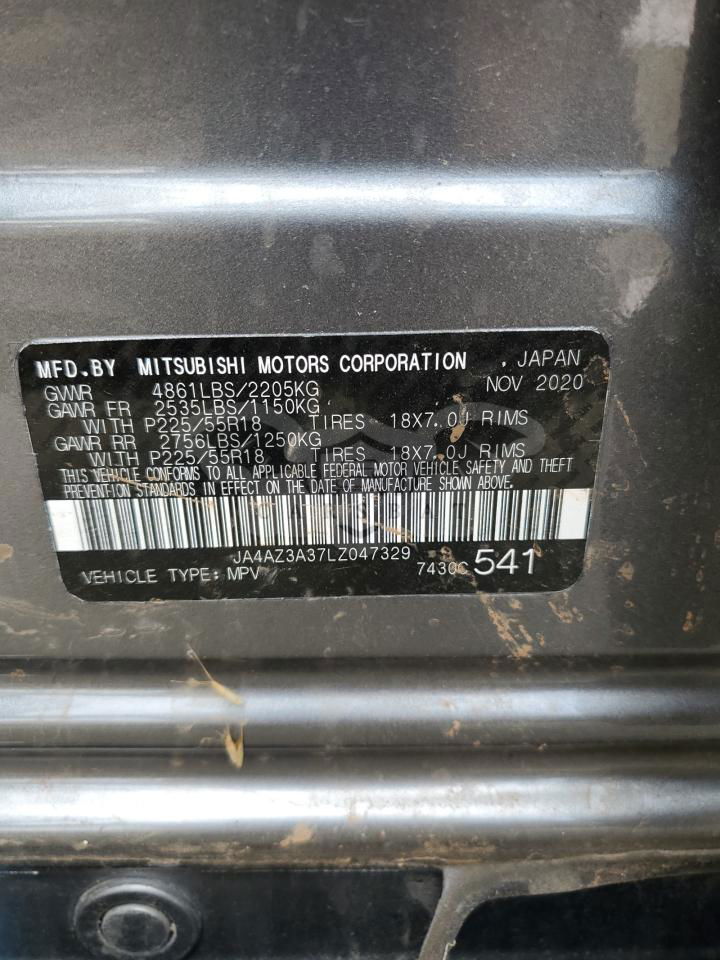 MFD.BY MITSUBISHI MOTORS CORPORATION , JAPAN
GVWR 4861LBS/2205KG NOV 2020
GAWR FR 2535LBS/1150KG
WITH P225/55R18 TIRES 18X7.0J RIMS
GAWR RR 2756LBS/1250KG
WITH P225/55R18 TIRES 18X7.0J RIMS
THIS VEHICLE CONFORMS TO ALL APPLICABLE FEDERAL MOTOR VEHICLE SAFETY AND THEFT
PREVENTION STANDARDS IN EFFECT ON THE DATE OF MANUFACTURE SHOWN ABOVE.
JA4AZ3A37LZ047329
VEHICLE TYPE: MPV 7430C 541